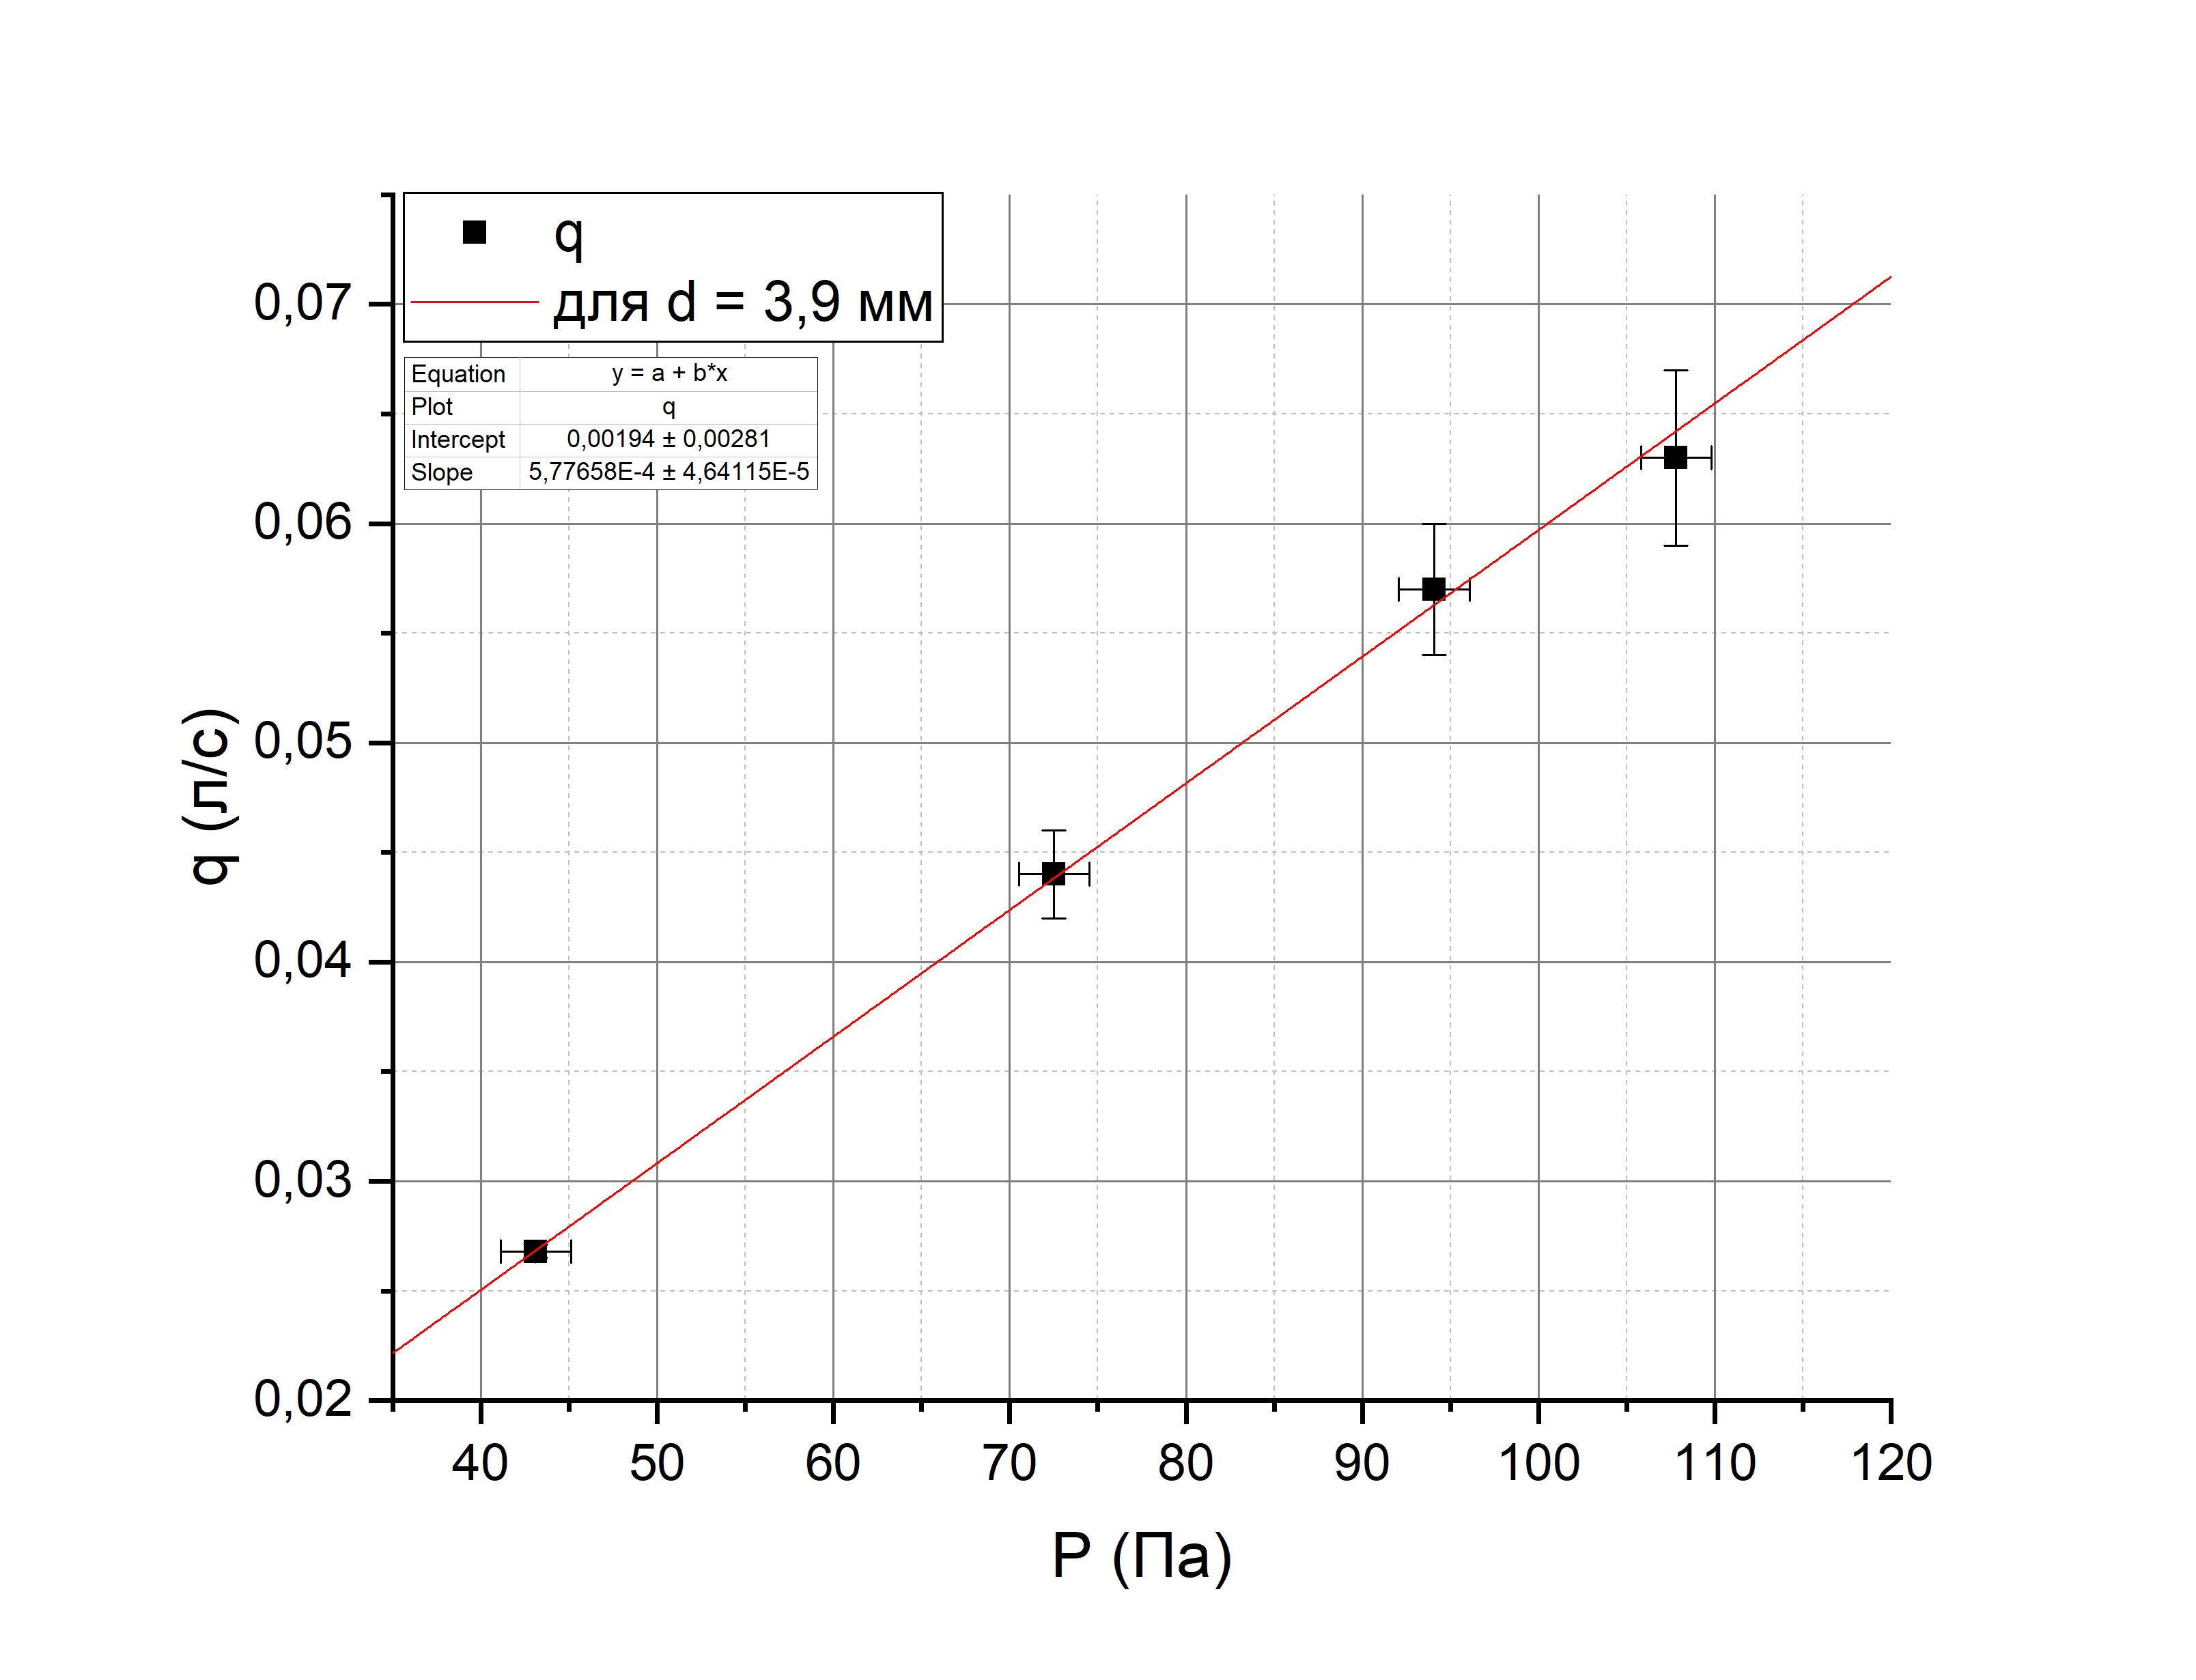 q
для d = 3,9 мм
Equation y = a + b*x
Plot q
Intercept 0,00194 ± 0,00281
Slope 5,77658E-4 ± 4,64115E-5
0,07
0,06
0,05
0,04
0,03
0,02
q (л/с)
40 50 60 70 80 90 100 110 120
P (Па)